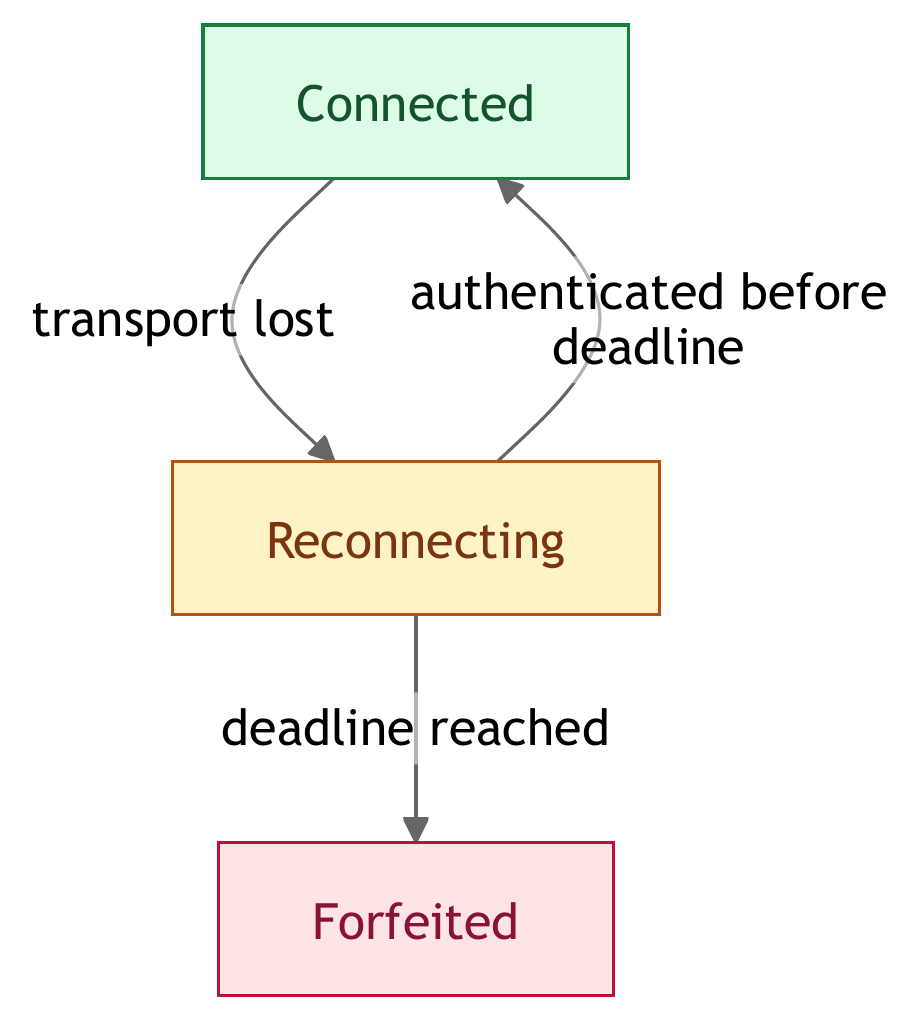 Connected
transport lost
authenticated before
deadline
Reconnecting
deadline reached
Forfeited